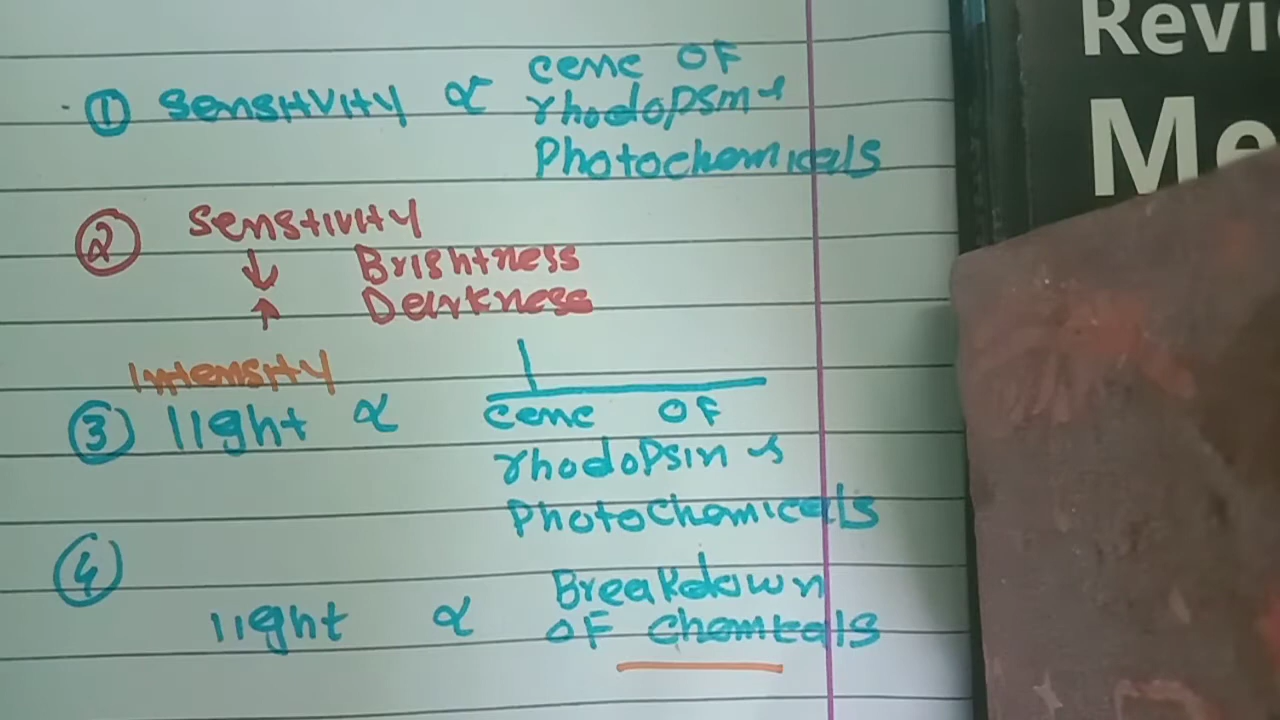 ① Sensitivity ∝ conc of
rhodopsin &
Photochemicals
② Senstivity
↓ Brightness
↑ Darkness
Intensity
③ light ∝ 1
conc of
rhodopsin &
Photochemicals
④
light ∝ Breakdown
of chemicals
Revi
Me